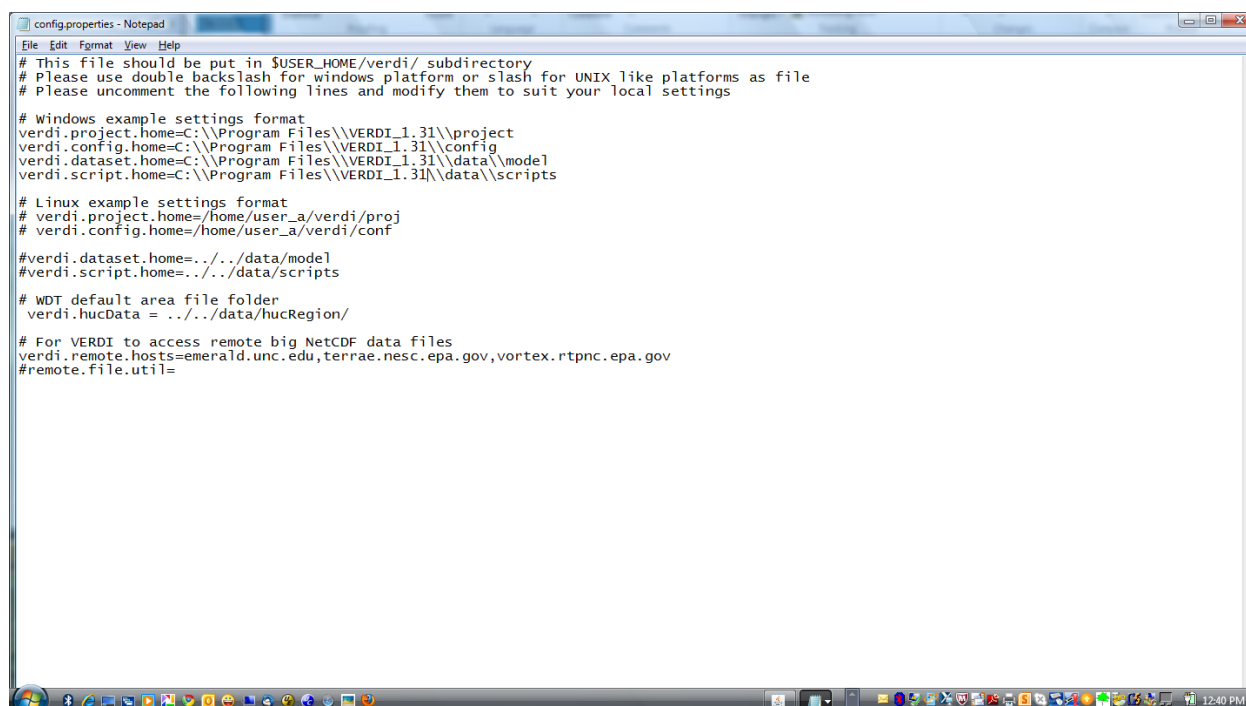 config.properties - Notepad
File Edit Format View Help
# This file should be put in $USER_HOME/verdi/ subdirectory
# Please use double backslash for windows platform or slash for UNIX like platforms as file
# Please uncomment the following lines and modify them to suit your local settings
# Windows example settings format
verdi.project.home=C:\\Program Files\\VERDI_1.31\\project
verdi.config.home=C:\\Program Files\\VERDI_1.31\\config
verdi.dataset.home=C:\\Program Files\\VERDI_1.31\\data\\model
verdi.script.home=C:\\Program Files\\VERDI_1.31\\data\\scripts
# Linux example settings format
# verdi.project.home=/home/user_a/verdi/proj
# verdi.config.home=/home/user_a/verdi/conf
#verdi.dataset.home=../../data/model
#verdi.script.home=../../data/scripts
# WDT default area file folder
verdi.hucData = ../../data/hucRegion/
# For VERDI to access remote big NetCDF data files
verdi.remote.hosts=emerald.unc.edu,terrae.nesc.epa.gov,vortex.rtpnc.epa.gov
#remote.file.util=
12:40 PM